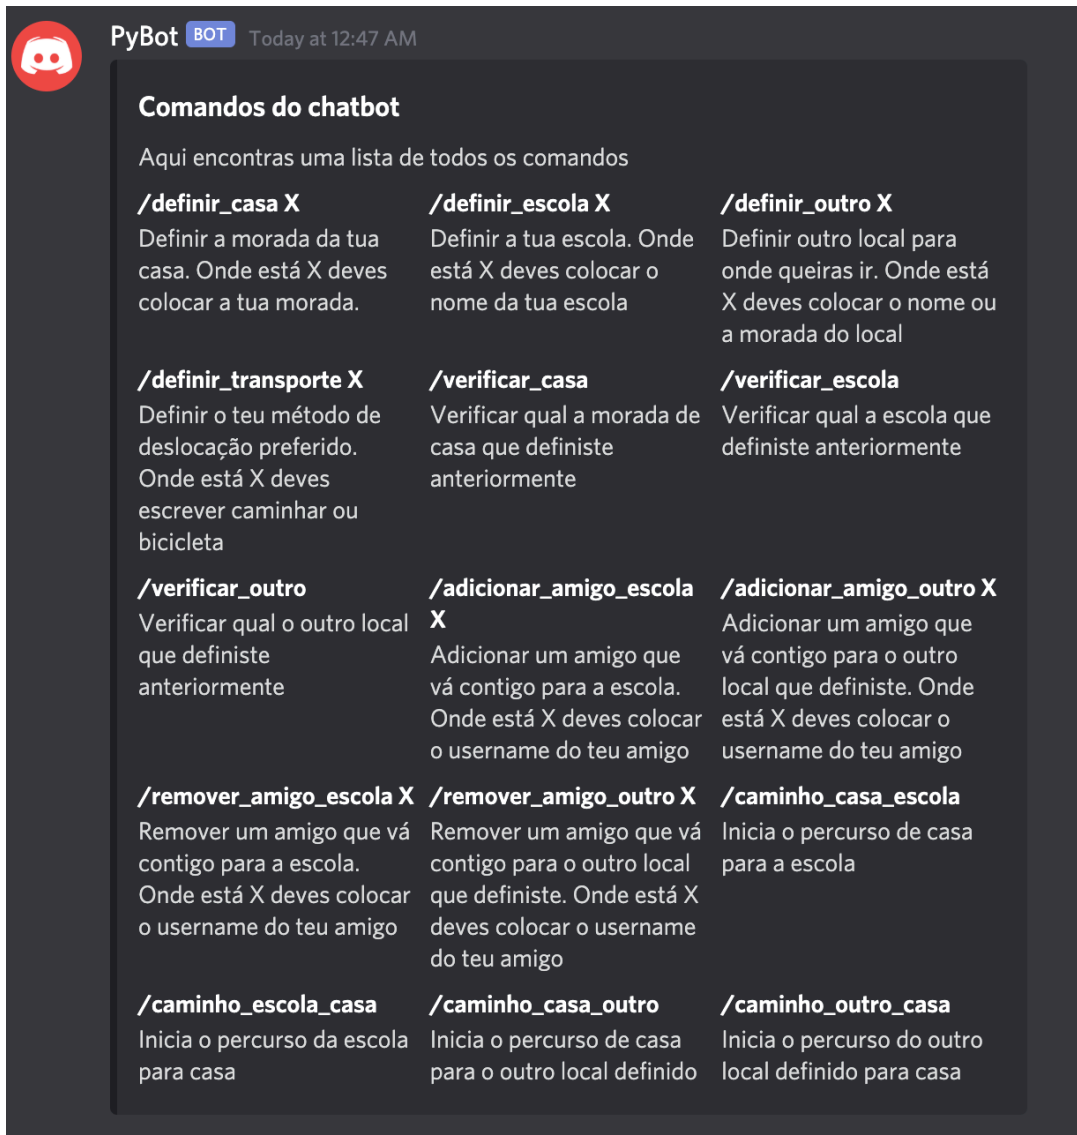 PyBot BOT Today at 12:47 AM
Comandos do chatbot
Aqui encontras uma lista de todos os comandos
/definir_casa X
Definir a morada da tua
casa. Onde está X deves
colocar a tua morada.
/definir_escola X
Definir a tua escola. Onde
está X deves colocar o
nome da tua escola
/definir_outro X
Definir outro local para
onde queiras ir. Onde está
X deves colocar o nome ou
a morada do local
/definir_transporte X
Definir o teu método de
deslocação preferido.
Onde está X deves
escrever caminhar ou
bicicleta
/verificar_casa
Verificar qual a morada de
casa que definiste
anteriormente
/verificar_escola
Verificar qual a escola que
definiste anteriormente
/verificar_outro
Verificar qual o outro local
que definiste
anteriormente
/adicionar_amigo_escola
X
Adicionar um amigo que
vá contigo para a escola.
Onde está X deves colocar
o username do teu amigo
/adicionar_amigo_outro X
Adicionar um amigo que
vá contigo para o outro
local que definiste. Onde
está X deves colocar o
username do teu amigo
/remover_amigo_escola X
Remover um amigo que vá
contigo para a escola.
Onde está X deves colocar
o username do teu amigo
/remover_amigo_outro X
Remover um amigo que vá
contigo para o outro local
que definiste. Onde está X
deves colocar o username
do teu amigo
/caminho_casa_escola
Inicia o percurso de casa
para a escola
/caminho_escola_casa
Inicia o percurso da escola
para casa
/caminho_casa_outro
Inicia o percurso de casa
para o outro local definido
/caminho_outro_casa
Inicia o percurso do outro
local definido para casa